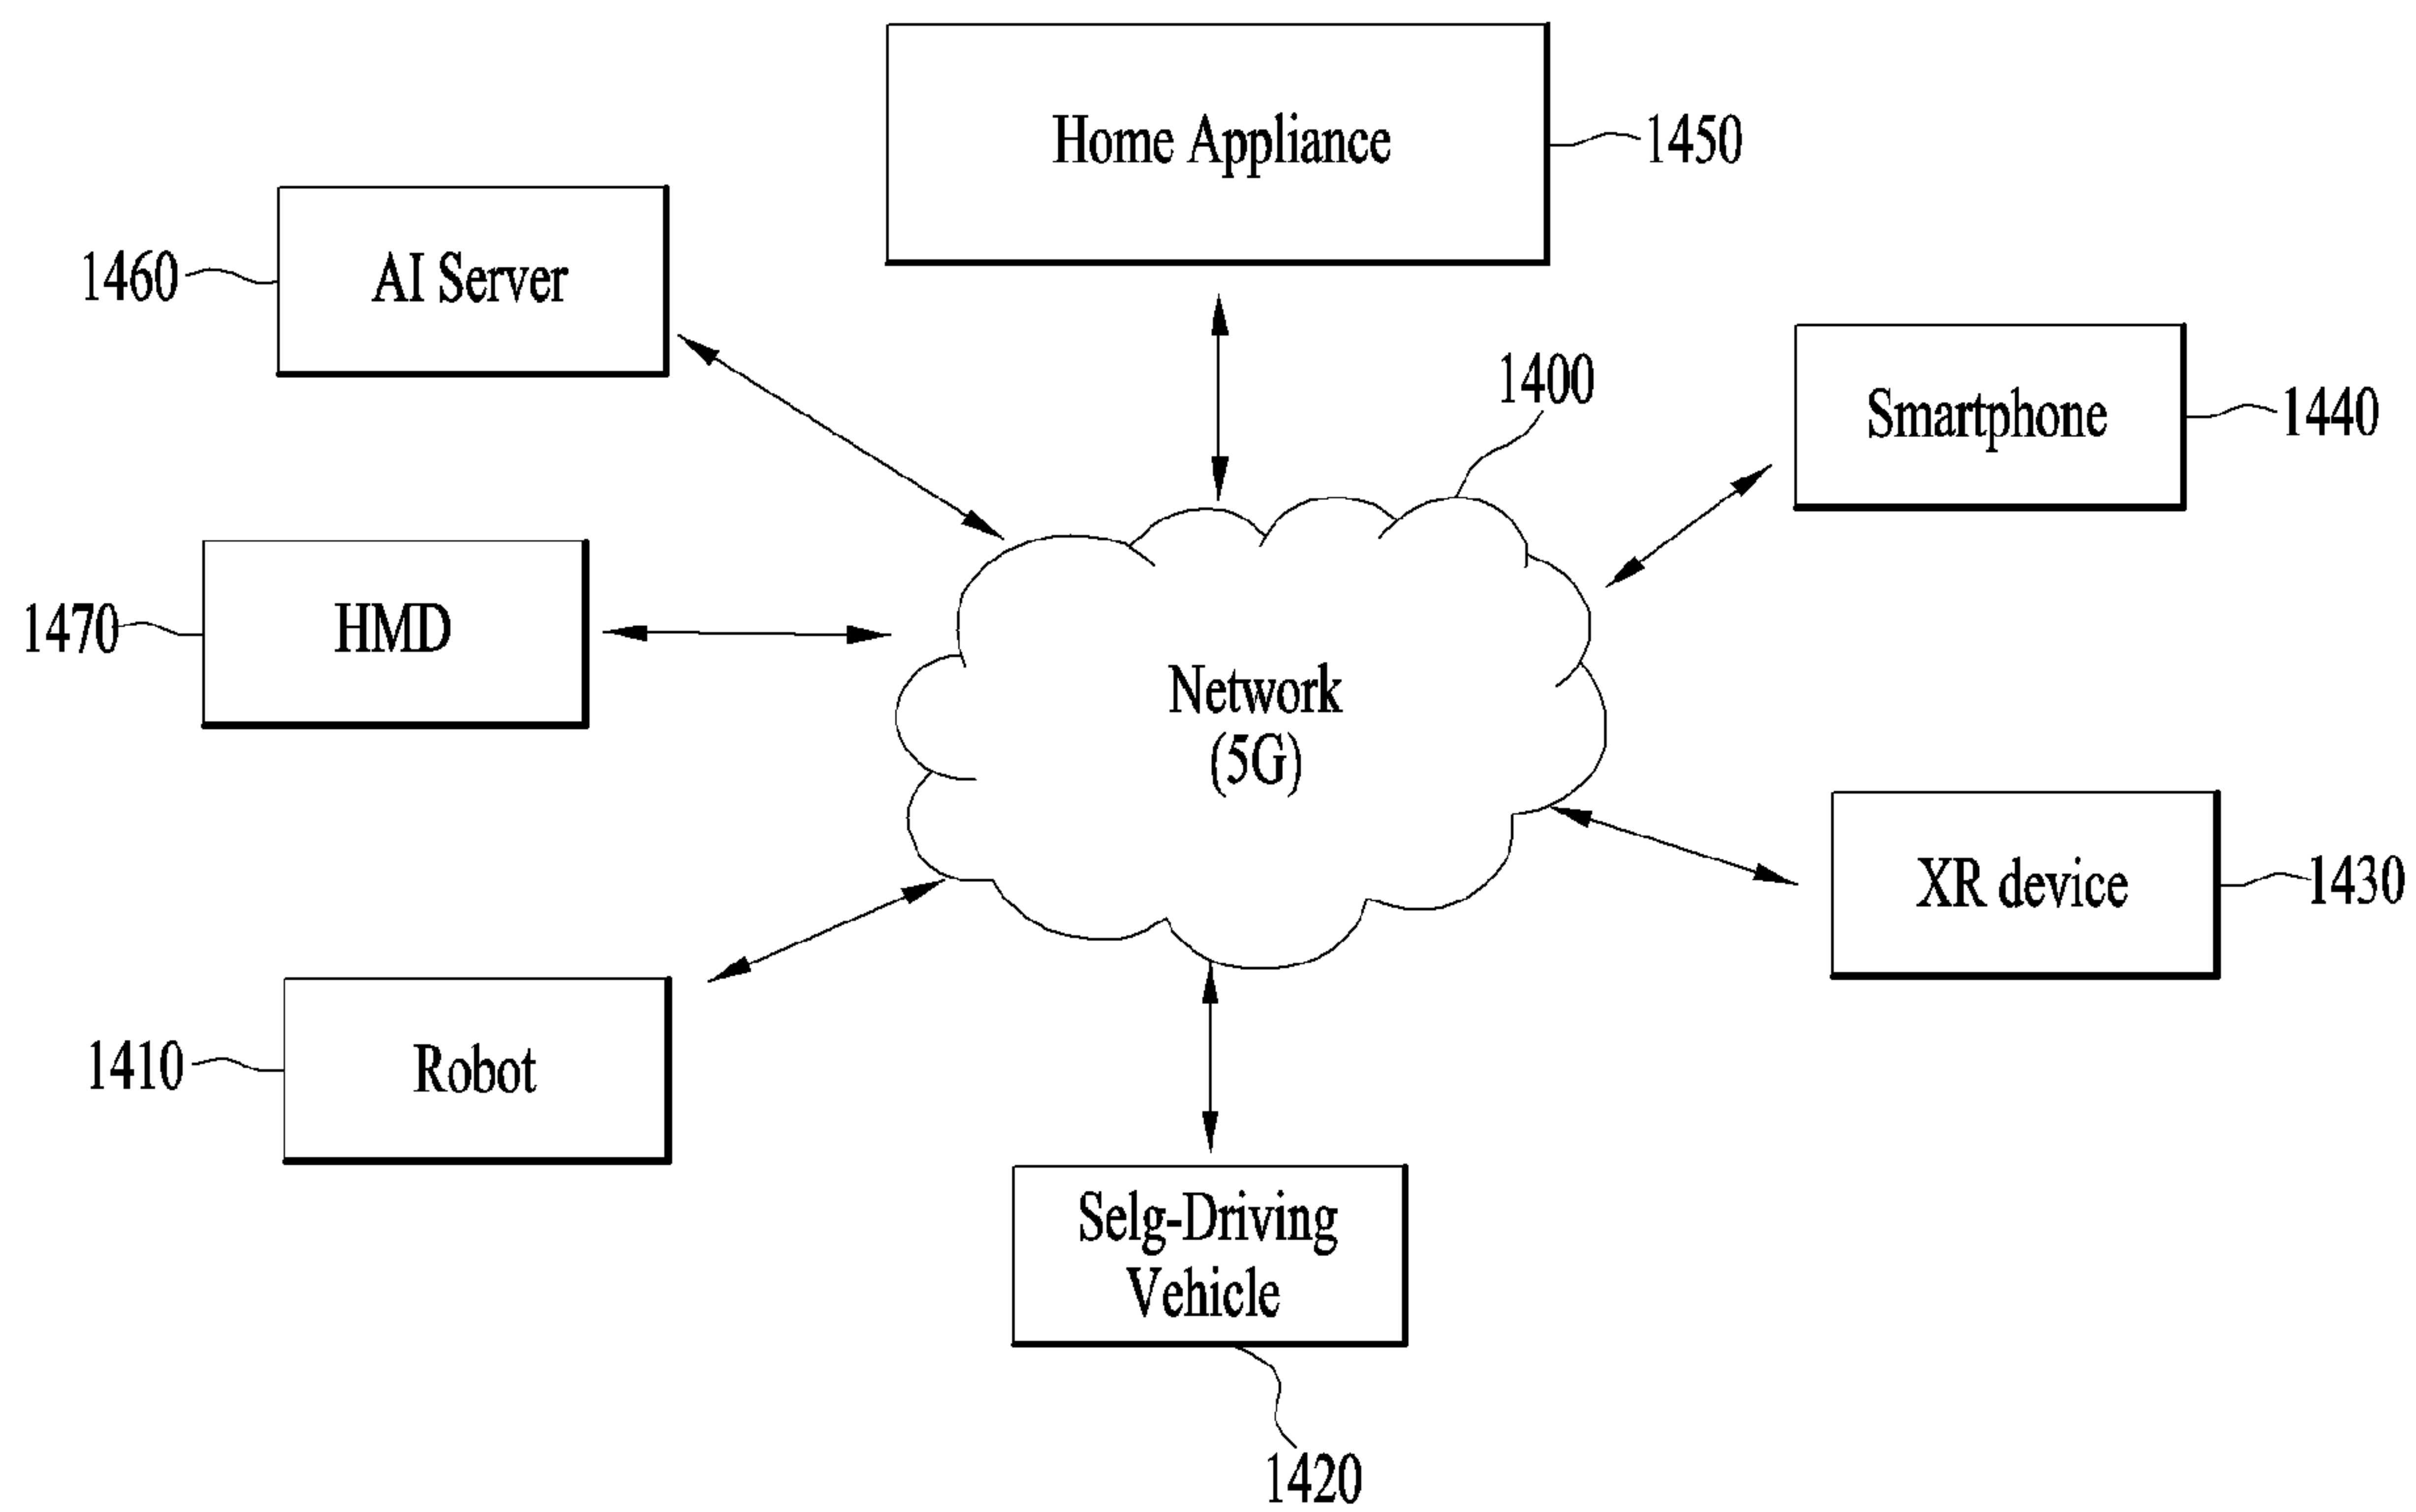 Home Appliance
1450
AI Server
1460
1400
Smartphone
1440
HMD
1470
Network
(5G)
XR device
1430
Robot
1410
Selg-Driving
Vehicle
1420